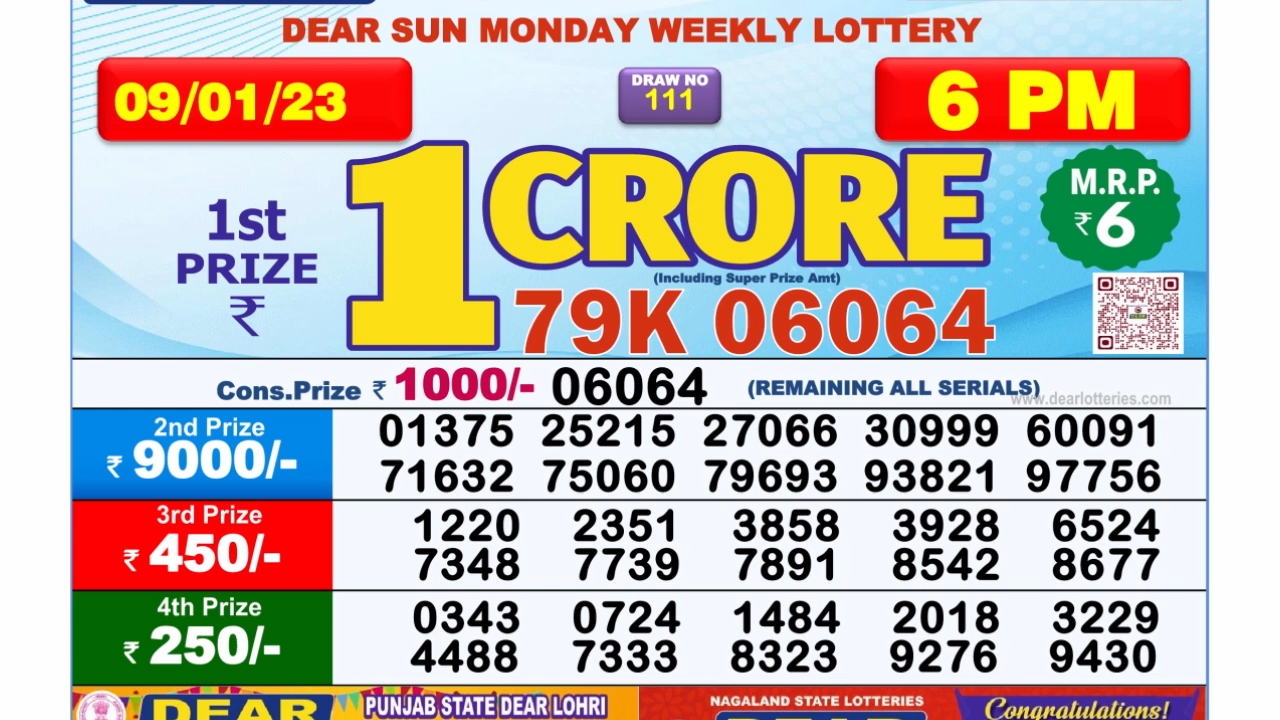 DEAR SUN MONDAY WEEKLY LOTTERY
09/01/23
DRAW NO
111
6 PM
1st
PRIZE
₹
1 CRORE
(Including Super Prize Amt)
79K 06064
M.R.P.
₹6
Cons.Prize ₹ 1000/- 06064 (REMAINING ALL SERIALS)
www.dearlotteries.com
2nd Prize
₹ 9000/-
01375 25215 27066 30999 60091
71632 75060 79693 93821 97756
3rd Prize
₹ 450/-
1220 2351 3858 3928 6524
7348 7739 7891 8542 8677
4th Prize
₹ 250/-
0343 0724 1484 2018 3229
4488 7333 8323 9276 9430
DEAR
PUNJAB STATE DEAR LOHRI
NAGALAND STATE LOTTERIES
DEAR
Congratulations!